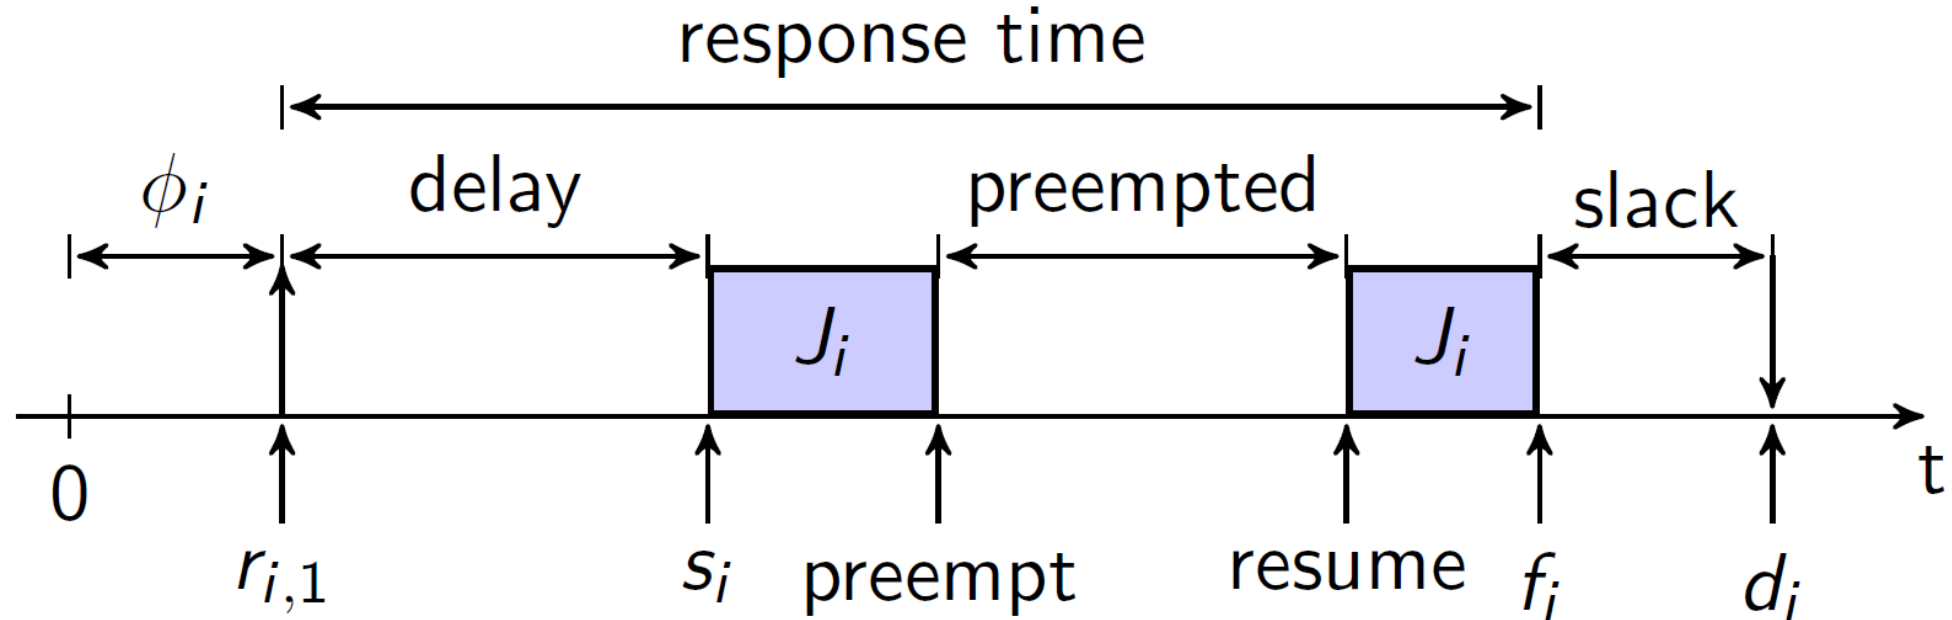 response time
ϕi delay preempted slack
Ji Ji
0 t
ri,1 si preempt resume fi di